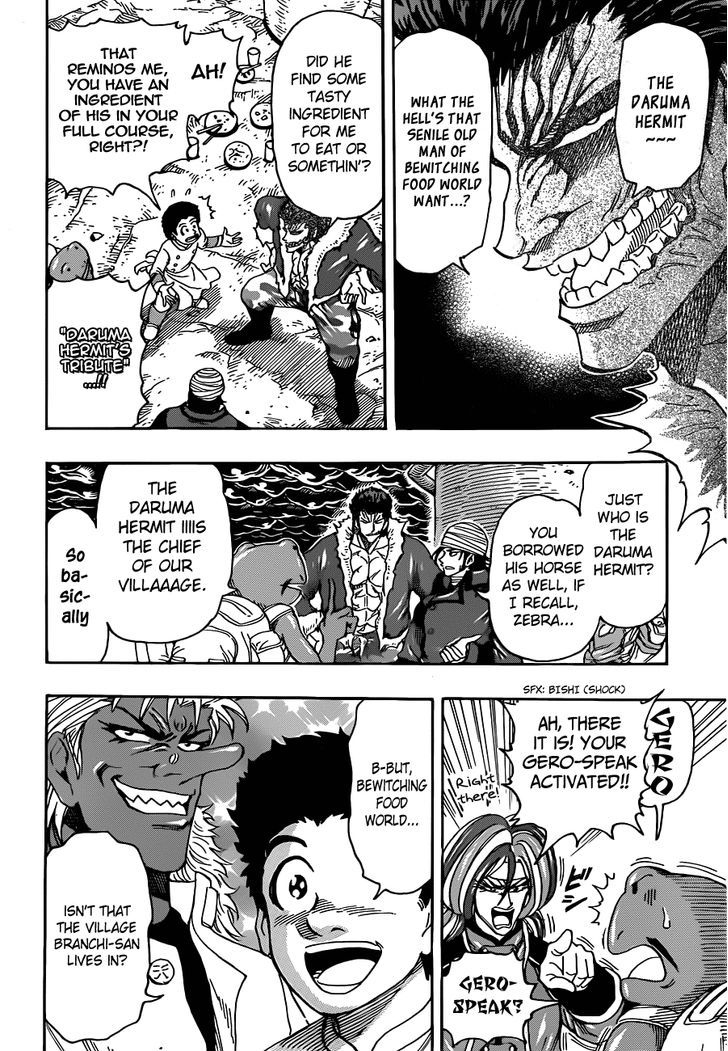 THE
DARUMA
HERMIT
~~~
WHAT THE
HELL'S THAT
SENILE OLD
MAN OF
BEWITCHING
FOOD WORLD
WANT...?
DID HE
FIND SOME
TASTY
INGREDIENT
FOR ME
TO EAT OR
SOMETHIN'?
AH!
THAT
REMINDS ME,
YOU HAVE AN
INGREDIENT
OF HIS IN YOUR
FULL COURSE,
RIGHT?!
"DARUMA
HERMIT'S
TRIBUTE"
...!!
JUST
WHO IS
THE
DARUMA
HERMIT?
YOU
BORROWED
HIS HORSE
AS WELL, IF
I RECALL,
ZEBRA...
THE
DARUMA
HERMIT IIIIS
THE CHIEF
OF OUR
VILLAAAGE.
So
ba-
sic-
ally
SFX: BISHI (SHOCK)
GERO
AH, THERE
IT IS! YOUR
GERO-SPEAK
ACTIVATED!!
Right
there!
GERO-
SPEAK?
B-BUT,
BEWITCHING
FOOD
WORLD...
ISN'T THAT
THE VILLAGE
BRANCHI-SAN
LIVES IN?